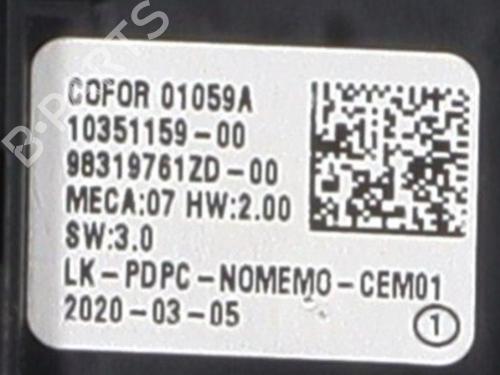 COFOR 01059A
10351159-00
98319761ZD-00
MECA:07 HW:2.00
SW:3.0
LK-PDPC-NOMEMO-CEM01
2020-03-05
1
B-PARTS